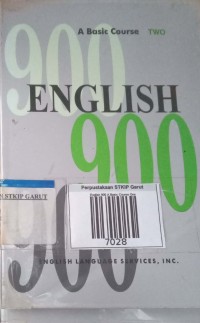 A Basic Course TWO
900
ENGLISH
900
STKIP GARUT
Perpustakaan STKIP Garut
7028
900
ENGLISH LANGUAGE SERVICES, INC.